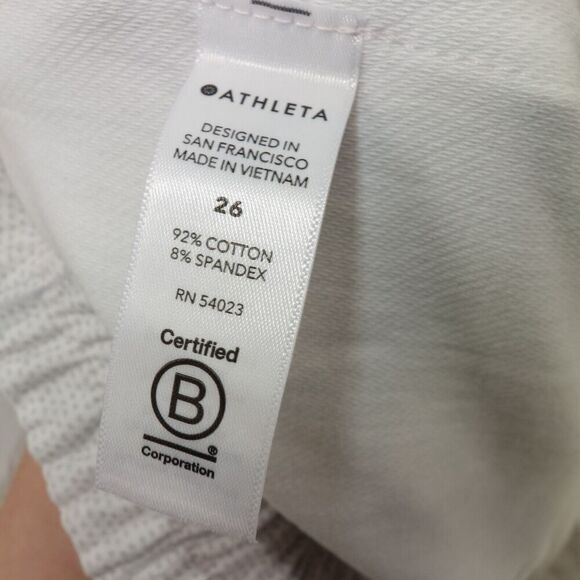 ATHLETA
DESIGNED IN
SAN FRANCISCO
MADE IN VIETNAM
26
92% COTTON
8% SPANDEX
RN 54023
Certified
B
®
Corporation